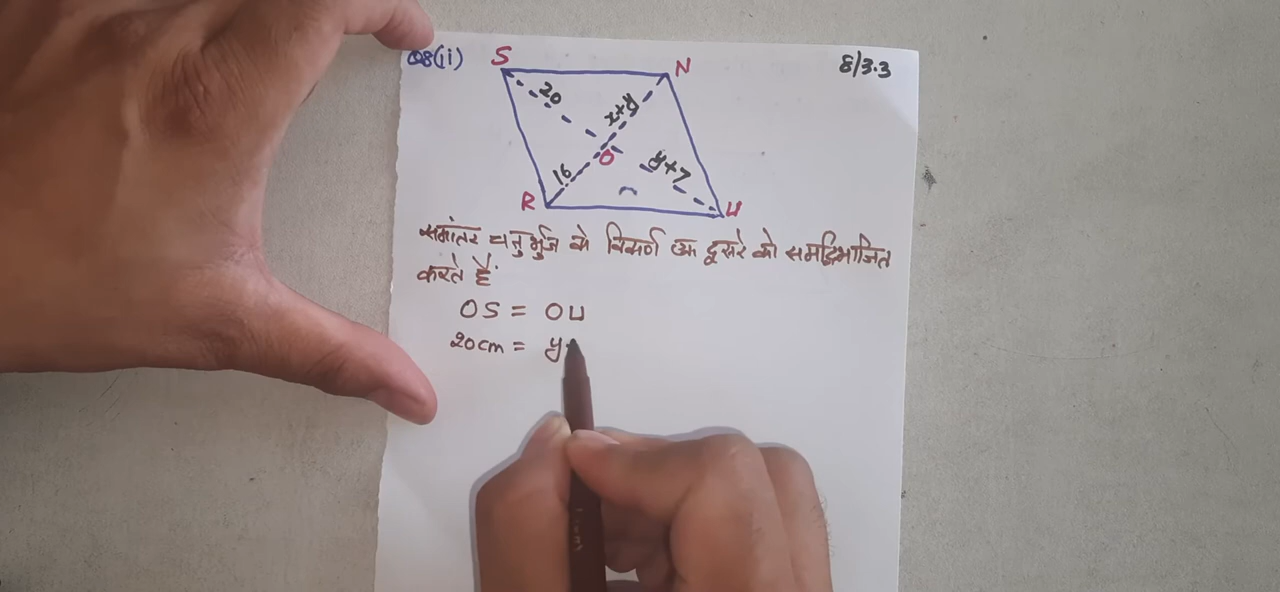 Q8(ii)
8/3.3
S
N
20
x+y
O
16
y+7
R
U
समांतर चतुर्भुज के विकर्ण एक दूसरे को समद्विभाजित
करते हैं
OS = OU
20cm = y